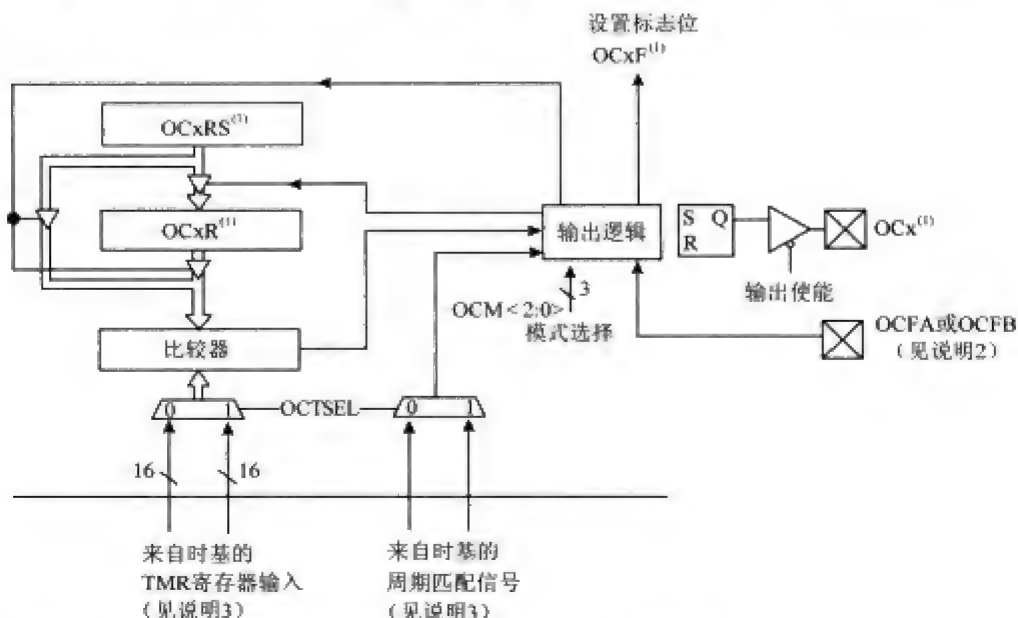 设置标志位
OCxF(1)
OCxRS(1)
OCxR(1)
输出逻辑
S Q
R
OCx(1)
输出使能
3
OCM<2:0>
模式选择
OCFA或OCFB
(见说明2)
比较器
0 1
OCTSEL
0 1
16
16
来自时基的
TMR寄存器输入
(见说明3)
来自时基的
周期匹配信号
(见说明3)